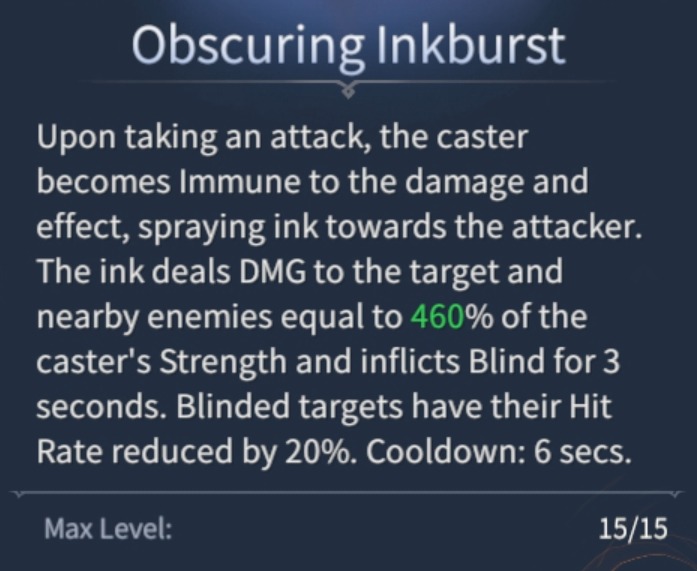 Obscuring Inkburst
Upon taking an attack, the caster
becomes Immune to the damage and
effect, spraying ink towards the attacker.
The ink deals DMG to the target and
nearby enemies equal to 460% of the
caster's Strength and inflicts Blind for 3
seconds. Blinded targets have their Hit
Rate reduced by 20%. Cooldown: 6 secs.
Max Level: 15/15